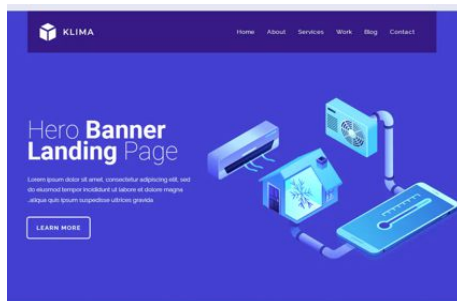 KLIMA
Home About Services Work Blog Contact
Hero Banner
Landing Page
Lorem ipsum dolor sit amet, consectetur adipiscing elit, sed
do eiusmod tempor incididunt ut labore et dolore magna
.aliqua quis ipsum suspedisse ultrices gravida
LEARN MORE